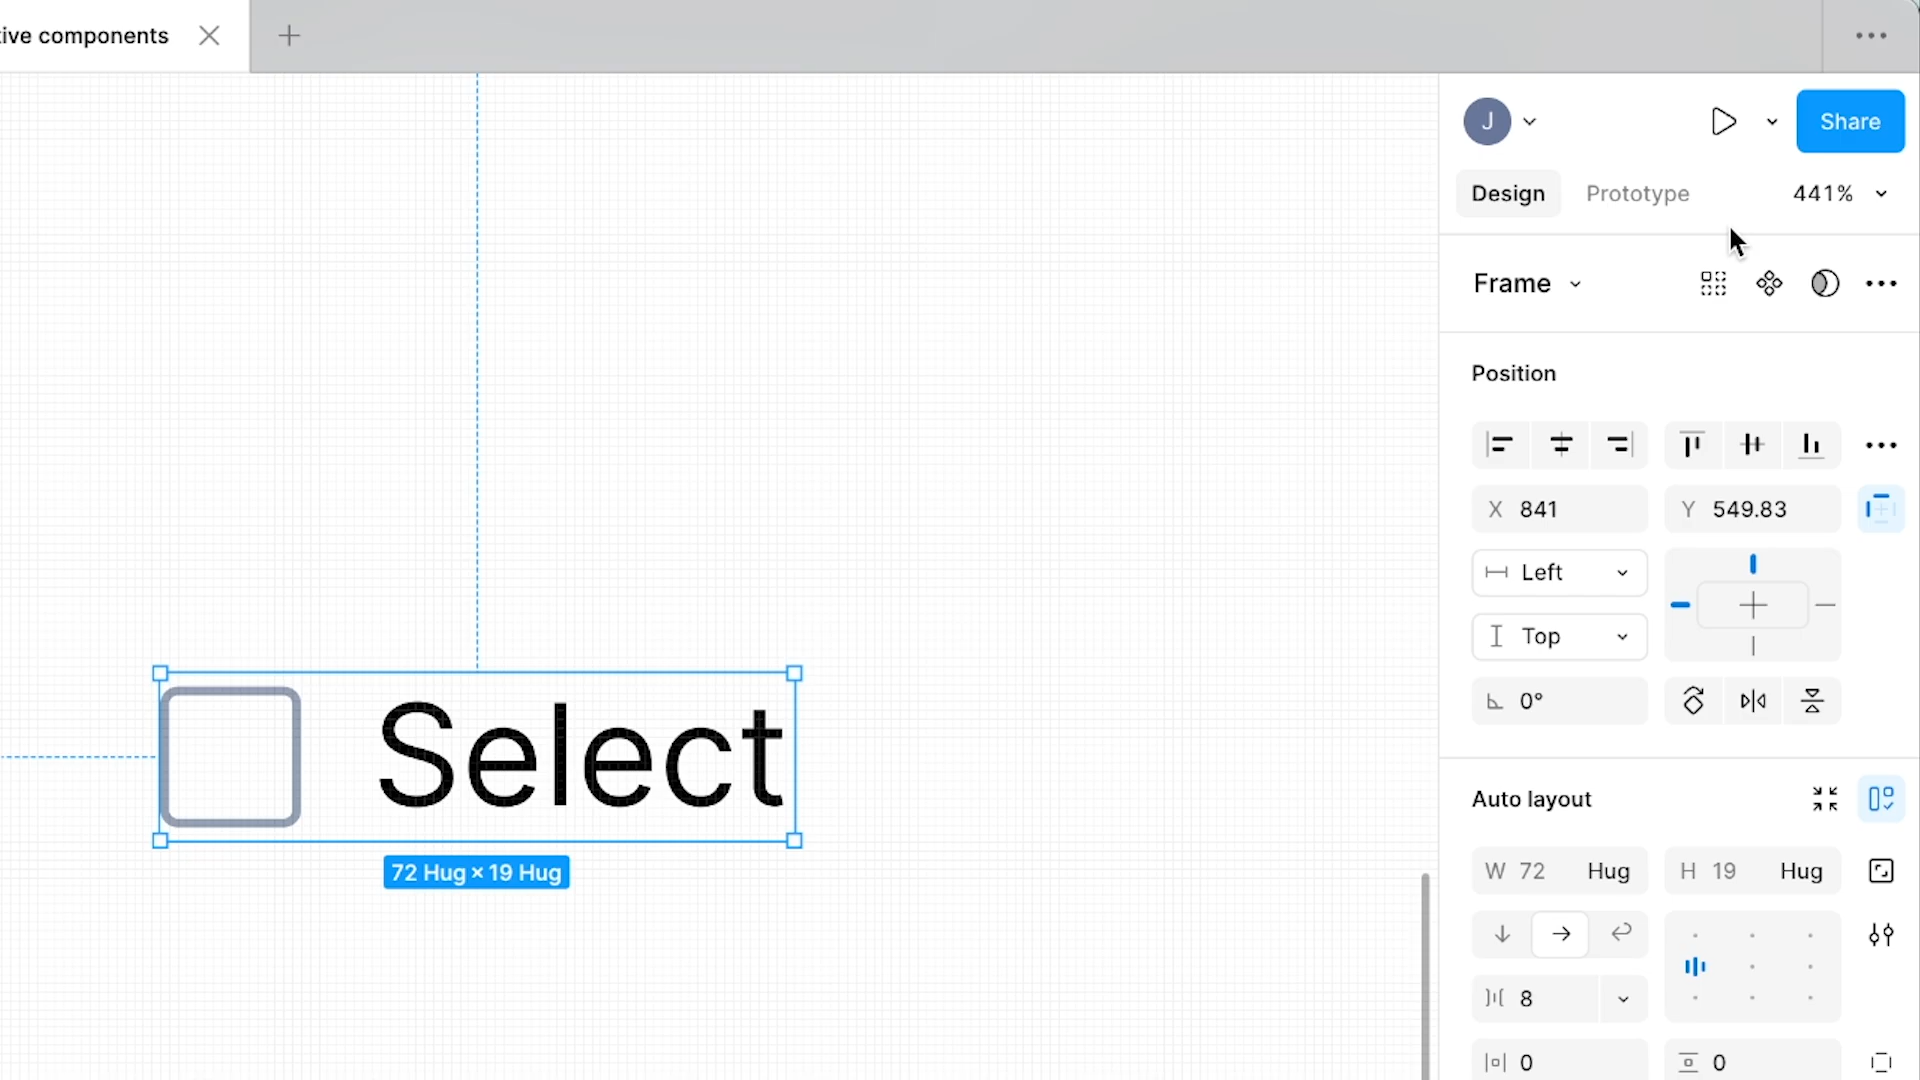 tive components
J
Share
Design Prototype 441%
Frame
Position
X 841 Y 549.83
Left
Top
0°
Select
72 Hug × 19 Hug
Auto layout
W 72 Hug H 19 Hug
8
0 0